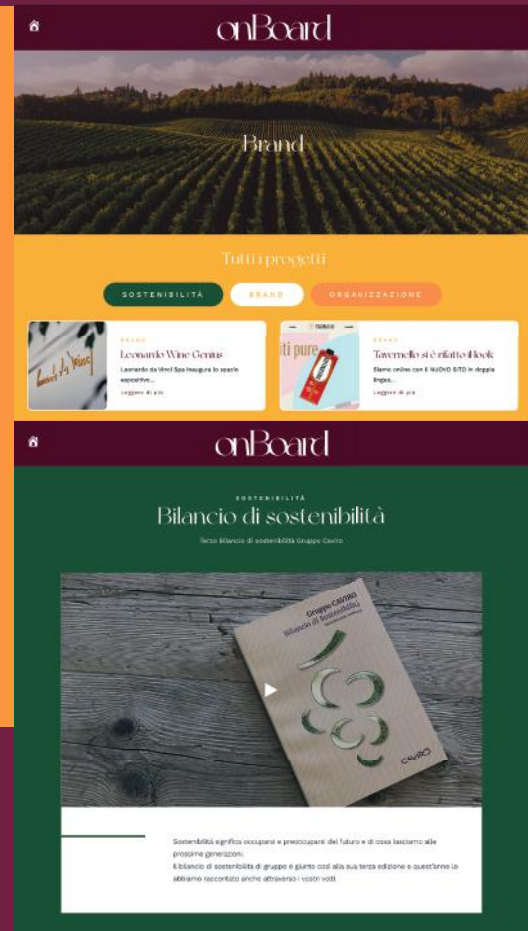 onBoard
Brand
Tutti i progetti
SOSTENIBILITÀ
BRAND
ORGANIZZAZIONE
BRAND
Leonardo Wine Genius
Leonardo da Vinci Spa inaugura lo spazio
espositivo...
Leggere di più
iti pure
BRAND
Tavernello si è rifatto il look
Siamo online con il NUOVO SITO in doppia
lingua...
Leggere di più
onBoard
SOSTENIBILITÀ
Bilancio di sostenibilità
Terzo Bilancio di sostenibilità Gruppo Caviro
Gruppo CAVIRO
Bilancio di Sostenibilità
CAVIRO
Sostenibilità significa occuparsi e preoccuparsi del futuro e di cosa lasciamo alle
prossime generazioni.
Il bilancio di sostenibilità di gruppo è giunto così alla sua terza edizione e quest'anno lo
abbiamo raccontato anche attraverso i vostri volti.